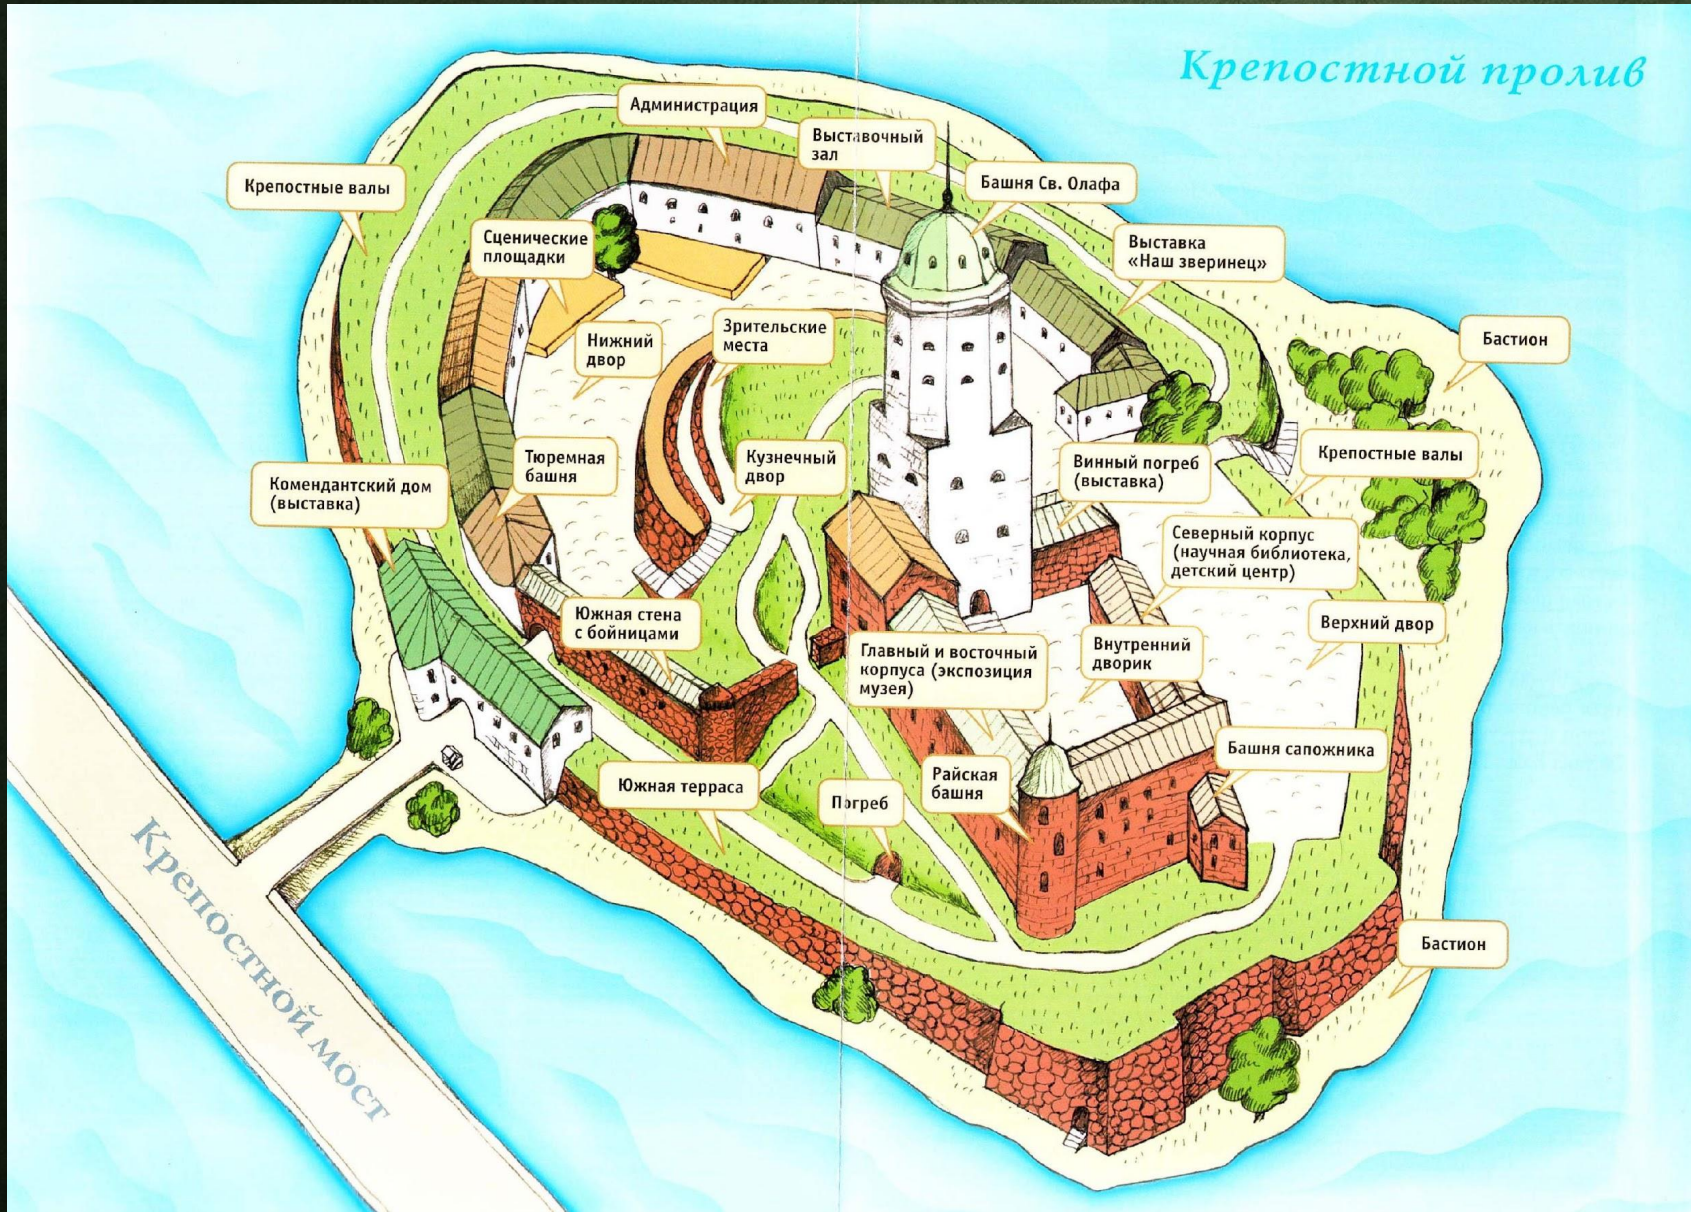 Крепостной пролив
Администрация
Выставочный
зал
Крепостные валы
Башня Св. Олафа
Сценические
площадки
Выставка
«Наш зверинец»
Нижний
двор
Зрительские
места
Бастион
Тюремная
башня
Кузнечный
двор
Винный погреб
(выставка)
Крепостные валы
Комендантский дом
(выставка)
Северный корпус
(научная библиотека,
детский центр)
Южная стена
с бойницами
Верхний двор
Главный и восточный
корпуса (экспозиция
музея)
Внутренний
дворик
Башня сапожника
Южная терраса
Погреб
Райская
башня
Бастион
Крепостной мост